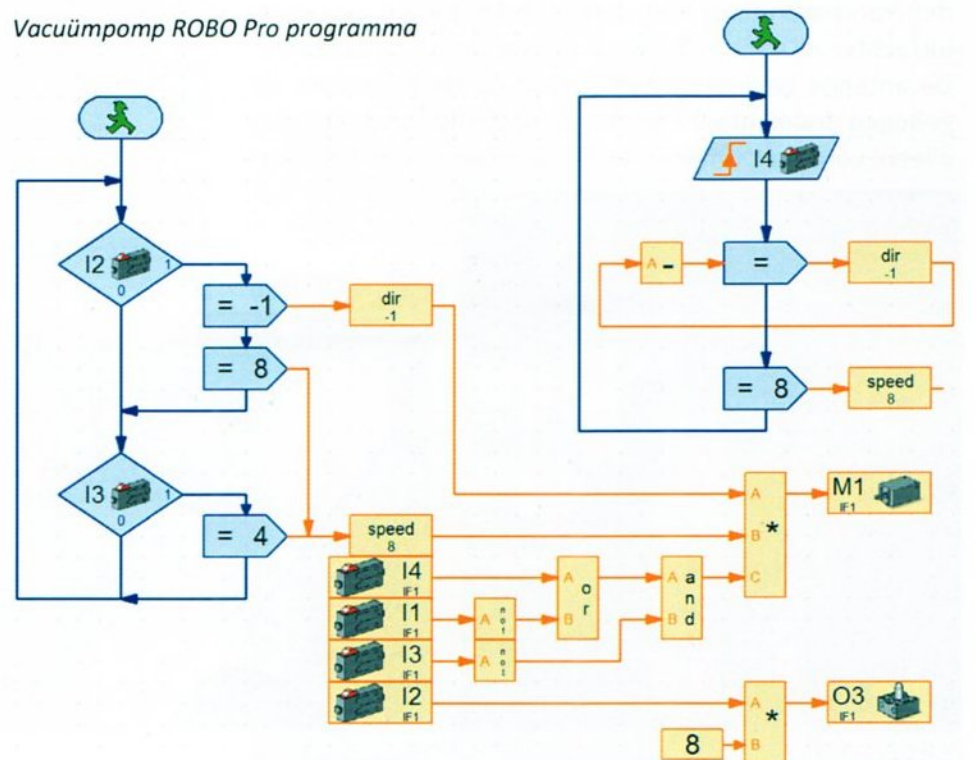 Vacuümpomp ROBO Pro programma
I4
I2 1
0
= -1
dir
-1
= 8
A -
=
dir
-1
= 8
speed
8
I3 1
0
= 4
speed
8
I4
IF1
I1
IF1
I3
IF1
I2
IF1
A not
A not
A
B
or
A
B
and
A
B
C
*
M1
IF1
A
B
*
O3
IF1
8